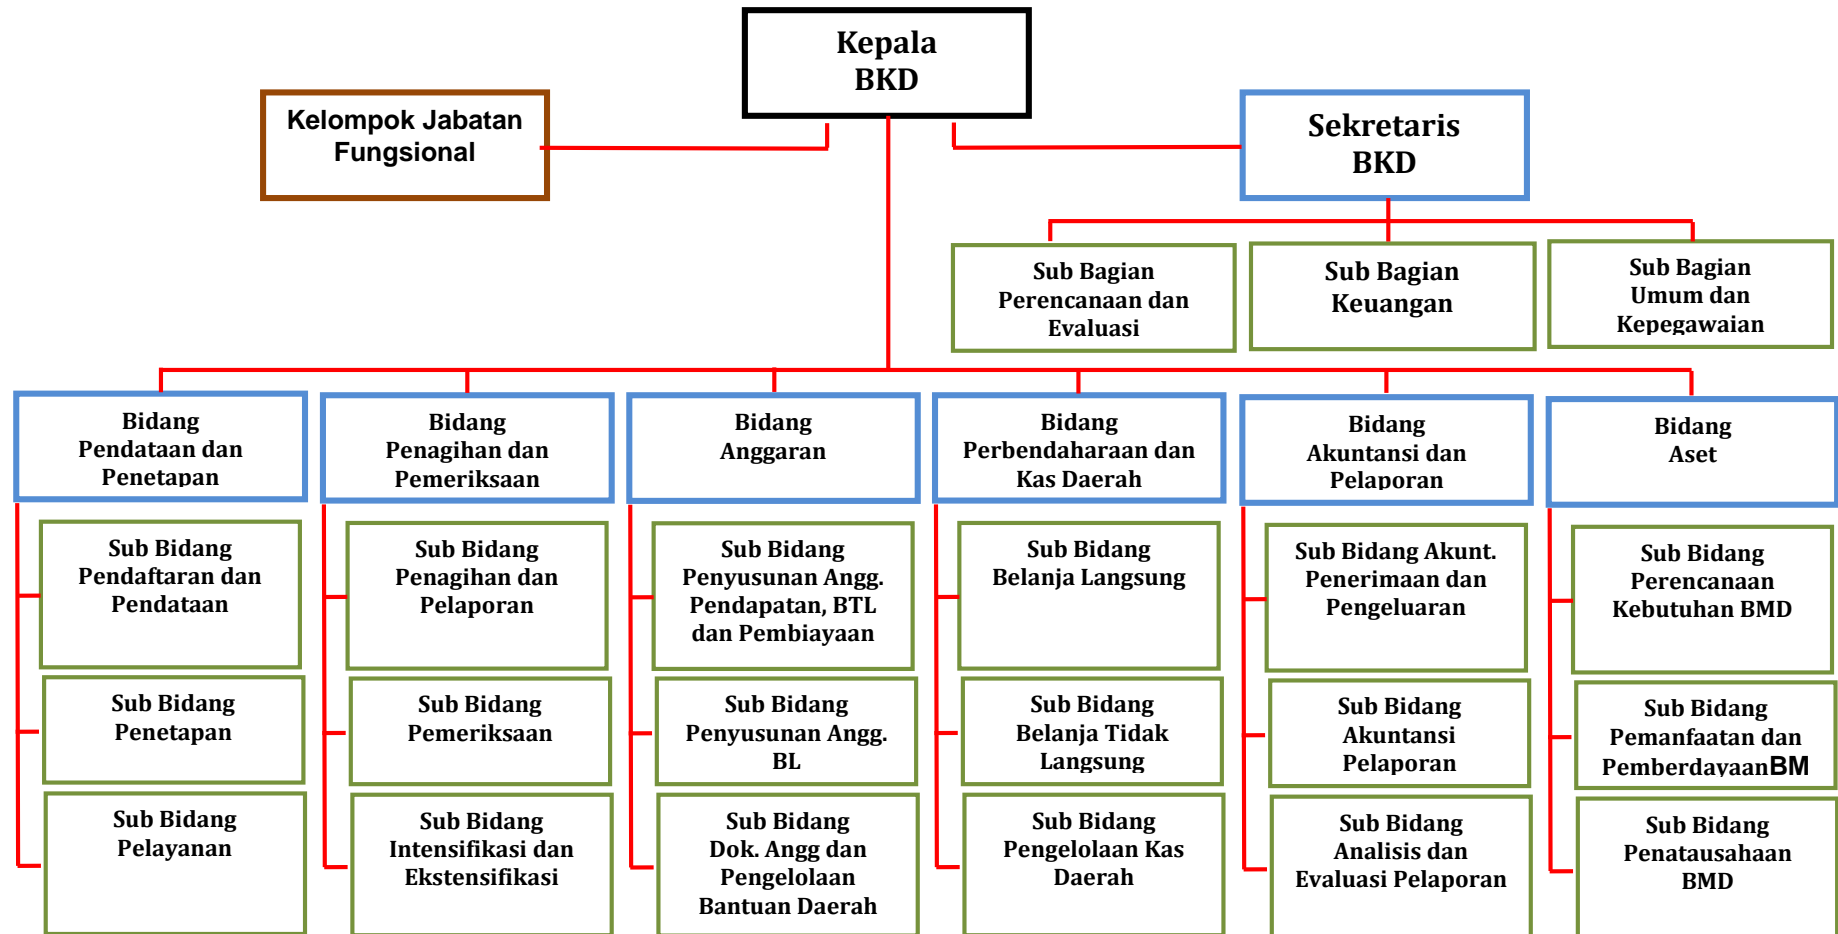 Kepala
BKD
Kelompok Jabatan
Fungsional
Sekretaris
BKD
Sub Bagian
Perencanaan dan
Evaluasi
Sub Bagian
Keuangan
Sub Bagian
Umum dan
Kepegawaian
Bidang
Pendataan dan
Penetapan
Bidang
Penagihan dan
Pemeriksaan
Bidang
Anggaran
Bidang
Perbendaharaan dan
Kas Daerah
Bidang
Akuntansi dan
Pelaporan
Bidang
Aset
Sub Bidang
Pendaftaran dan
Pendataan
Sub Bidang
Penagihan dan
Pelaporan
Sub Bidang
Penyusunan Angg.
Pendapatan, BTL
dan Pembiayaan
Sub Bidang
Belanja Langsung
Sub Bidang Akunt.
Penerimaan dan
Pengeluaran
Sub Bidang
Perencanaan
Kebutuhan BMD
Sub Bidang
Penetapan
Sub Bidang
Pemeriksaan
Sub Bidang
Penyusunan Angg.
BL
Sub Bidang
Belanja Tidak
Langsung
Sub Bidang
Akuntansi
Pelaporan
Sub Bidang
Pemanfaatan dan
PemberdayaanBM
Sub Bidang
Pelayanan
Sub Bidang
Intensifikasi dan
Ekstensifikasi
Sub Bidang
Dok. Angg dan
Pengelolaan
Bantuan Daerah
Sub Bidang
Pengelolaan Kas
Daerah
Sub Bidang
Analisis dan
Evaluasi Pelaporan
Sub Bidang
Penatausahaan
BMD